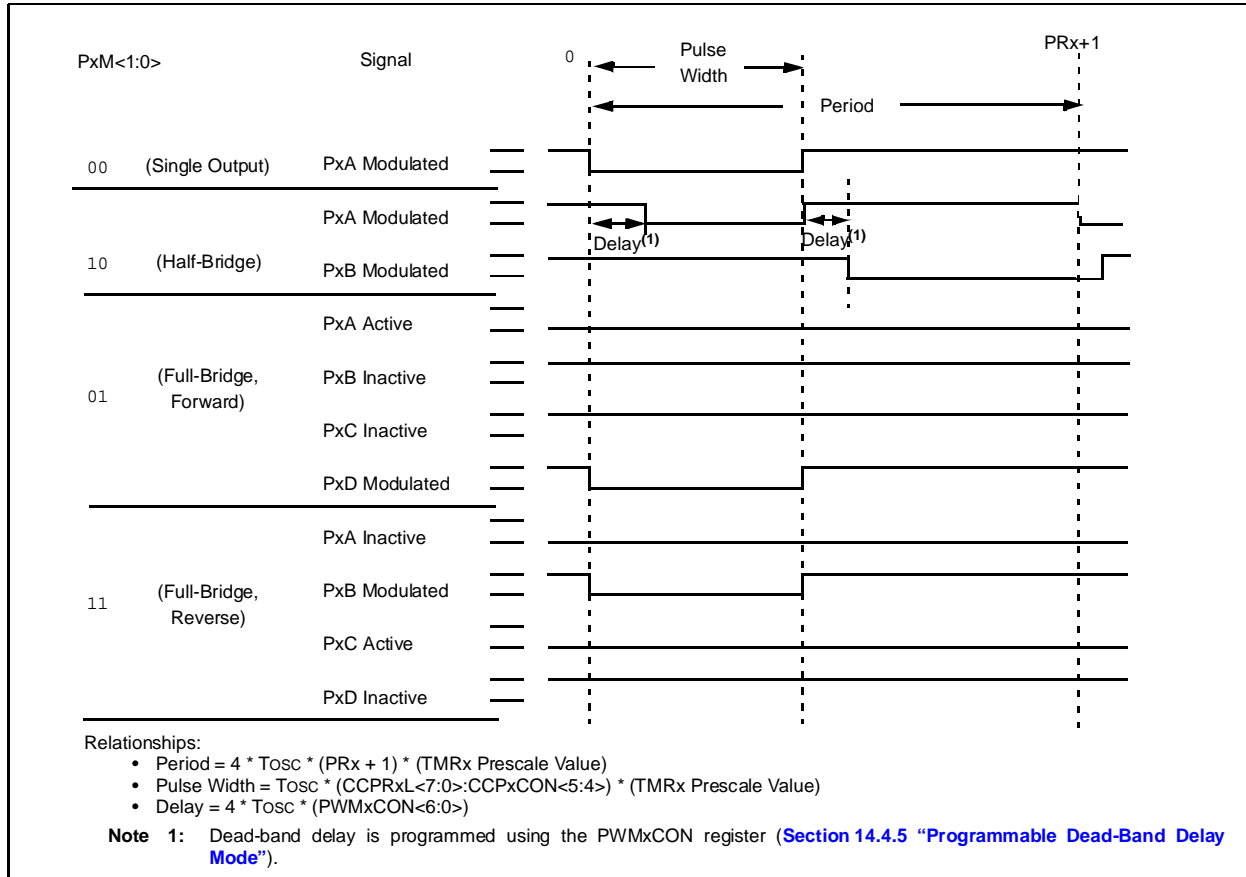 PxM<1:0>
Signal
0
Pulse
Width
PRx+1
Period
00 (Single Output) PxA Modulated
PxA Modulated
Delay(1) Delay(1)
10 (Half-Bridge) PxB Modulated
PxA Active
01 (Full-Bridge,
Forward)
PxB Inactive
PxC Inactive
PxD Modulated
PxA Inactive
11 (Full-Bridge,
Reverse)
PxB Modulated
PxC Active
PxD Inactive
Relationships:
• Period = 4 * TOSC * (PRx + 1) * (TMRx Prescale Value)
• Pulse Width = TOSC * (CCPRxL<7:0>:CCPxCON<5:4>) * (TMRx Prescale Value)
• Delay = 4 * TOSC * (PWMxCON<6:0>)
Note 1: Dead-band delay is programmed using the PWMxCON register (Section 14.4.5 “Programmable Dead-Band Delay
Mode”).